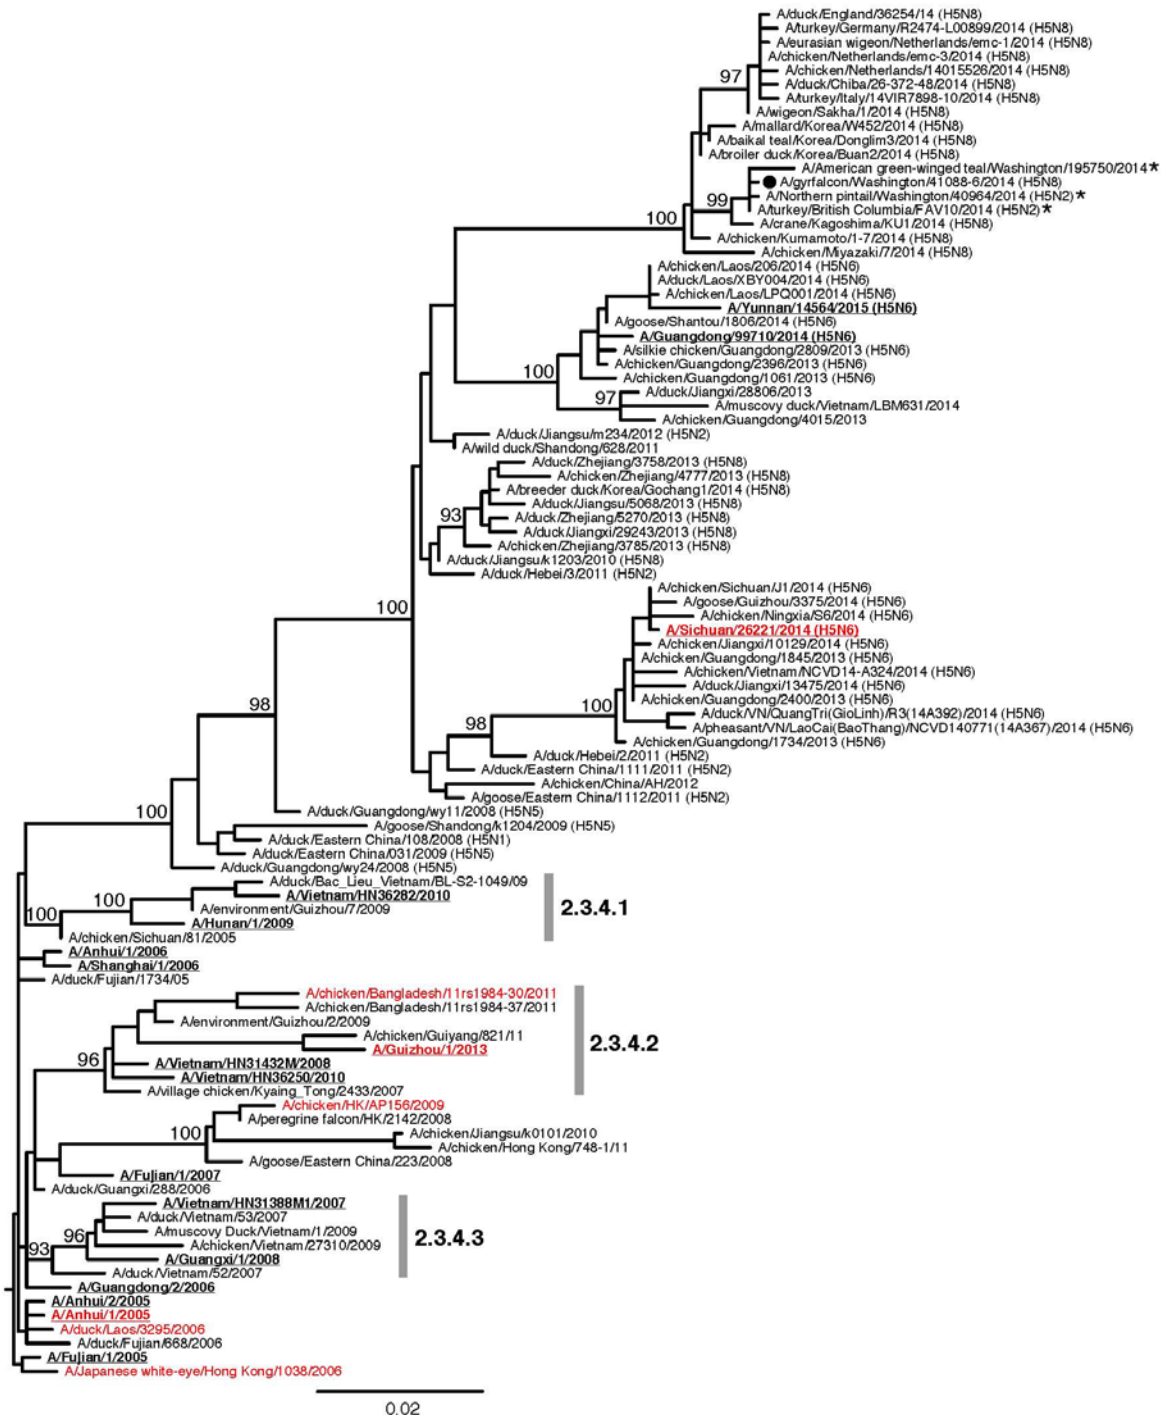 A/duck/England/36254/14 (H5N8)
A/turkey/Germany/R2474-L00899/2014 (H5N8)
A/eurasian wigeon/Netherlands/emc-1/2014 (H5N8)
A/chicken/Netherlands/emc-3/2014 (H5N8)
A/chicken/Netherlands/14015526/2014 (H5N8)
97
A/duck/Chiba/26-372-48/2014 (H5N8)
A/turkey/Italy/14VIR7898-10/2014 (H5N8)
A/wigeon/Sakha/1/2014 (H5N8)
A/mallard/Korea/W452/2014 (H5N8)
A/baikal teal/Korea/Donglim3/2014 (H5N8)
A/broiler duck/Korea/Buan2/2014 (H5N8)
A/American green-winged teal/Washington/195750/2014*
A/gyrfalcon/Washington/41088-6/2014 (H5N8)
A/Northern pintail/Washington/40964/2014 (H5N2)*
99
A/turkey/British Columbia/FAV10/2014 (H5N2)*
100
A/crane/Kagoshima/KU1/2014 (H5N8)
A/chicken/Kumamoto/1-7/2014 (H5N8)
A/chicken/Miyazaki/7/2014 (H5N8)
A/chicken/Laos/206/2014 (H5N6)
A/duck/Laos/XBY004/2014 (H5N6)
A/chicken/Laos/LPQ001/2014 (H5N6)
A/Yunnan/14564/2015 (H5N6)
A/goose/Shantou/1806/2014 (H5N6)
A/Guangdong/99710/2014 (H5N6)
A/silkie chicken/Guangdong/2809/2013 (H5N6)
A/chicken/Guangdong/2396/2013 (H5N6)
100
A/chicken/Guangdong/1061/2013 (H5N6)
A/duck/Jiangxi/28806/2013
97
A/muscovy duck/Vietnam/LBM631/2014
A/chicken/Guangdong/4015/2013
A/duck/Jiangsu/m234/2012 (H5N2)
A/wild duck/Shandong/628/2011
A/duck/Zhejiang/3758/2013 (H5N8)
A/chicken/Zhejiang/4777/2013 (H5N8)
A/breeder duck/Korea/Gochang1/2014 (H5N8)
A/duck/Jiangsu/5068/2013 (H5N8)
93
A/duck/Zhejiang/5270/2013 (H5N8)
A/duck/Jiangxi/29243/2013 (H5N8)
A/chicken/Zhejiang/3785/2013 (H5N8)
A/duck/Jiangsu/k1203/2010 (H5N8)
A/duck/Hebei/3/2011 (H5N2)
A/chicken/Sichuan/J1/2014 (H5N6)
100
A/goose/Guizhou/3375/2014 (H5N6)
A/chicken/Ningxia/S6/2014 (H5N6)
A/Sichuan/26221/2014 (H5N6)
A/chicken/Jiangxi/10129/2014 (H5N6)
A/chicken/Guangdong/1845/2013 (H5N6)
A/chicken/Vietnam/NCVD14-A324/2014 (H5N6)
A/duck/Jiangxi/13475/2014 (H5N6)
98
A/chicken/Guangdong/2400/2013 (H5N6)
100
A/duck/VN/QuangTri(GioLinh)/R3(14A392)/2014 (H5N6)
98
A/pheasant/VN/LaoCai(BaoThang)/NCVD140771(14A367)/2014 (H5N6)
A/chicken/Guangdong/1734/2013 (H5N6)
A/duck/Hebei/2/2011 (H5N2)
A/duck/Eastern China/1111/2011 (H5N2)
A/chicken/China/AH/2012
A/goose/Eastern China/1112/2011 (H5N2)
100
A/duck/Guangdong/wy11/2008 (H5N5)
A/goose/Shandong/k1204/2009 (H5N5)
A/duck/Eastern China/108/2008 (H5N1)
A/duck/Eastern China/031/2009 (H5N5)
A/duck/Guangdong/wy24/2008 (H5N5)
A/duck/Bac_Lieu_Vietnam/BL-S2-1049/09
100
A/Vietnam/HN36282/2010
A/environment/Guizhou/7/2009
2.3.4.1
100
A/Hunan/1/2009
A/chicken/Sichuan/81/2005
A/Anhui/1/2006
A/Shanghai/1/2006
A/duck/Fujian/1734/05
A/chicken/Bangladesh/11rs1984-30/2011
A/chicken/Bangladesh/11rs1984-37/2011
A/environment/Guizhou/2/2009
A/chicken/Guiyang/821/11
2.3.4.2
A/Guizhou/1/2013
96
A/Vietnam/HN31432M/2008
A/Vietnam/HN36250/2010
A/village chicken/Kyaing_Tong/2433/2007
A/chicken/HK/AP156/2009
A/peregrine falcon/HK/2142/2008
100
A/chicken/Jiangsu/k0101/2010
A/chicken/Hong Kong/748-1/11
A/goose/Eastern China/223/2008
A/Fujian/1/2007
A/duck/Guangxi/288/2006
A/Vietnam/HN31388M1/2007
A/duck/Vietnam/53/2007
A/muscovy Duck/Vietnam/1/2009
2.3.4.3
96
A/chicken/Vietnam/27310/2009
93
A/Guangxi/1/2008
A/duck/Vietnam/52/2007
A/Guangdong/2/2006
A/Anhui/2/2005
A/Anhui/1/2005
A/duck/Laos/3295/2006
A/duck/Fujian/668/2006
A/Fujian/1/2005
A/Japanese white-eye/Hong Kong/1038/2006
0.02